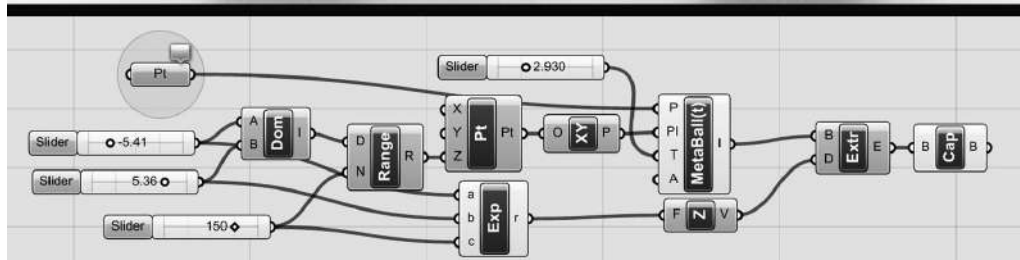 Pt
Slider 2.930
Slider -5.41
Slider 5.36
Slider 150
A B Dom I
D N Range R
X Y Z Pt Pt
O XY P
a b c Exp r
P Pl T A MetaBall(t) I
F Z V
B D Extr E
B Cap B